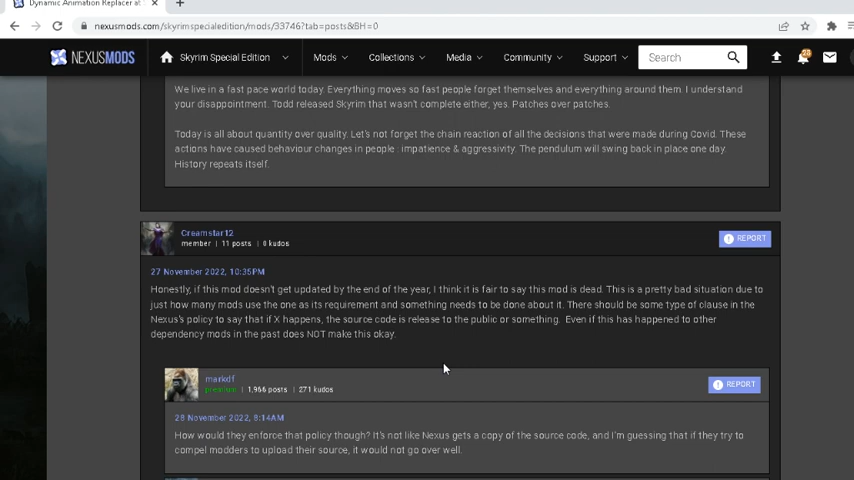 Dynamic Animation Replacer at
nexusmods.com/skyrimspecialedition/mods/33746?tab=posts&BH=0
NEXUSMODS
Skyrim Special Edition
Mods
Collections
Media
Community
Support
Search
We live in a fast pace world today. Everything moves so fast people forget themselves and everything around them. I understand
your disappointment. Todd released Skyrim that wasn't complete either, yes. Patches over patches.
Today is all about quantity over quality. Let's not forget the chain reaction of all the decisions that were made during Covid. These
actions have caused behaviour changes in people : impatience & aggressivity. The pendulum will swing back in place one day.
History repeats itself.
Creamstar12
member | 11 posts | 0 kudos
REPORT
27 November 2022, 10:35PM
Honestly, if this mod doesn't get updated by the end of the year, I think it is fair to say this mod is dead. This is a pretty bad situation due to
just how many mods use the one as its requirement and something needs to be done about it. There should be some type of clause in the
Nexus's policy to say that if X happens, the source code is release to the public or something. Even if this has happened to other
dependency mods in the past does NOT make this okay.
markdf
premium | 1,966 posts | 271 kudos
REPORT
28 November 2022, 8:14AM
How would they enforce that policy though? It's not like Nexus gets a copy of the source code, and I'm guessing that if they try to
compel modders to upload their source, it would not go over well.